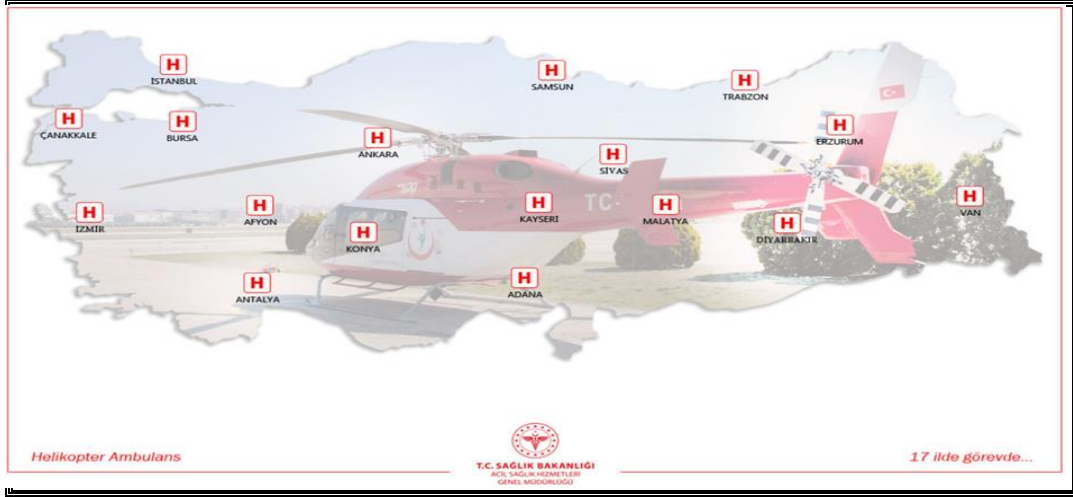 H
İSTANBUL
H
SAMSUN
H
TRABZON
H
ÇANAKKALE
H
BURSA
H
ANKARA
H
ERZURUM
H
SİVAS
H
İZMİR
H
AFYON
H
KONYA
H
KAYSERİ
TC-
H
MALATYA
H
DİYARBAKIR
H
VAN
H
ANTALYA
H
ADANA
Helikopter Ambulans
T.C. SAĞLIK BAKANLIĞI
ACİL SAĞLIK HİZMETLERİ
GENEL MÜDÜRLÜĞÜ
17 ilde görevde...